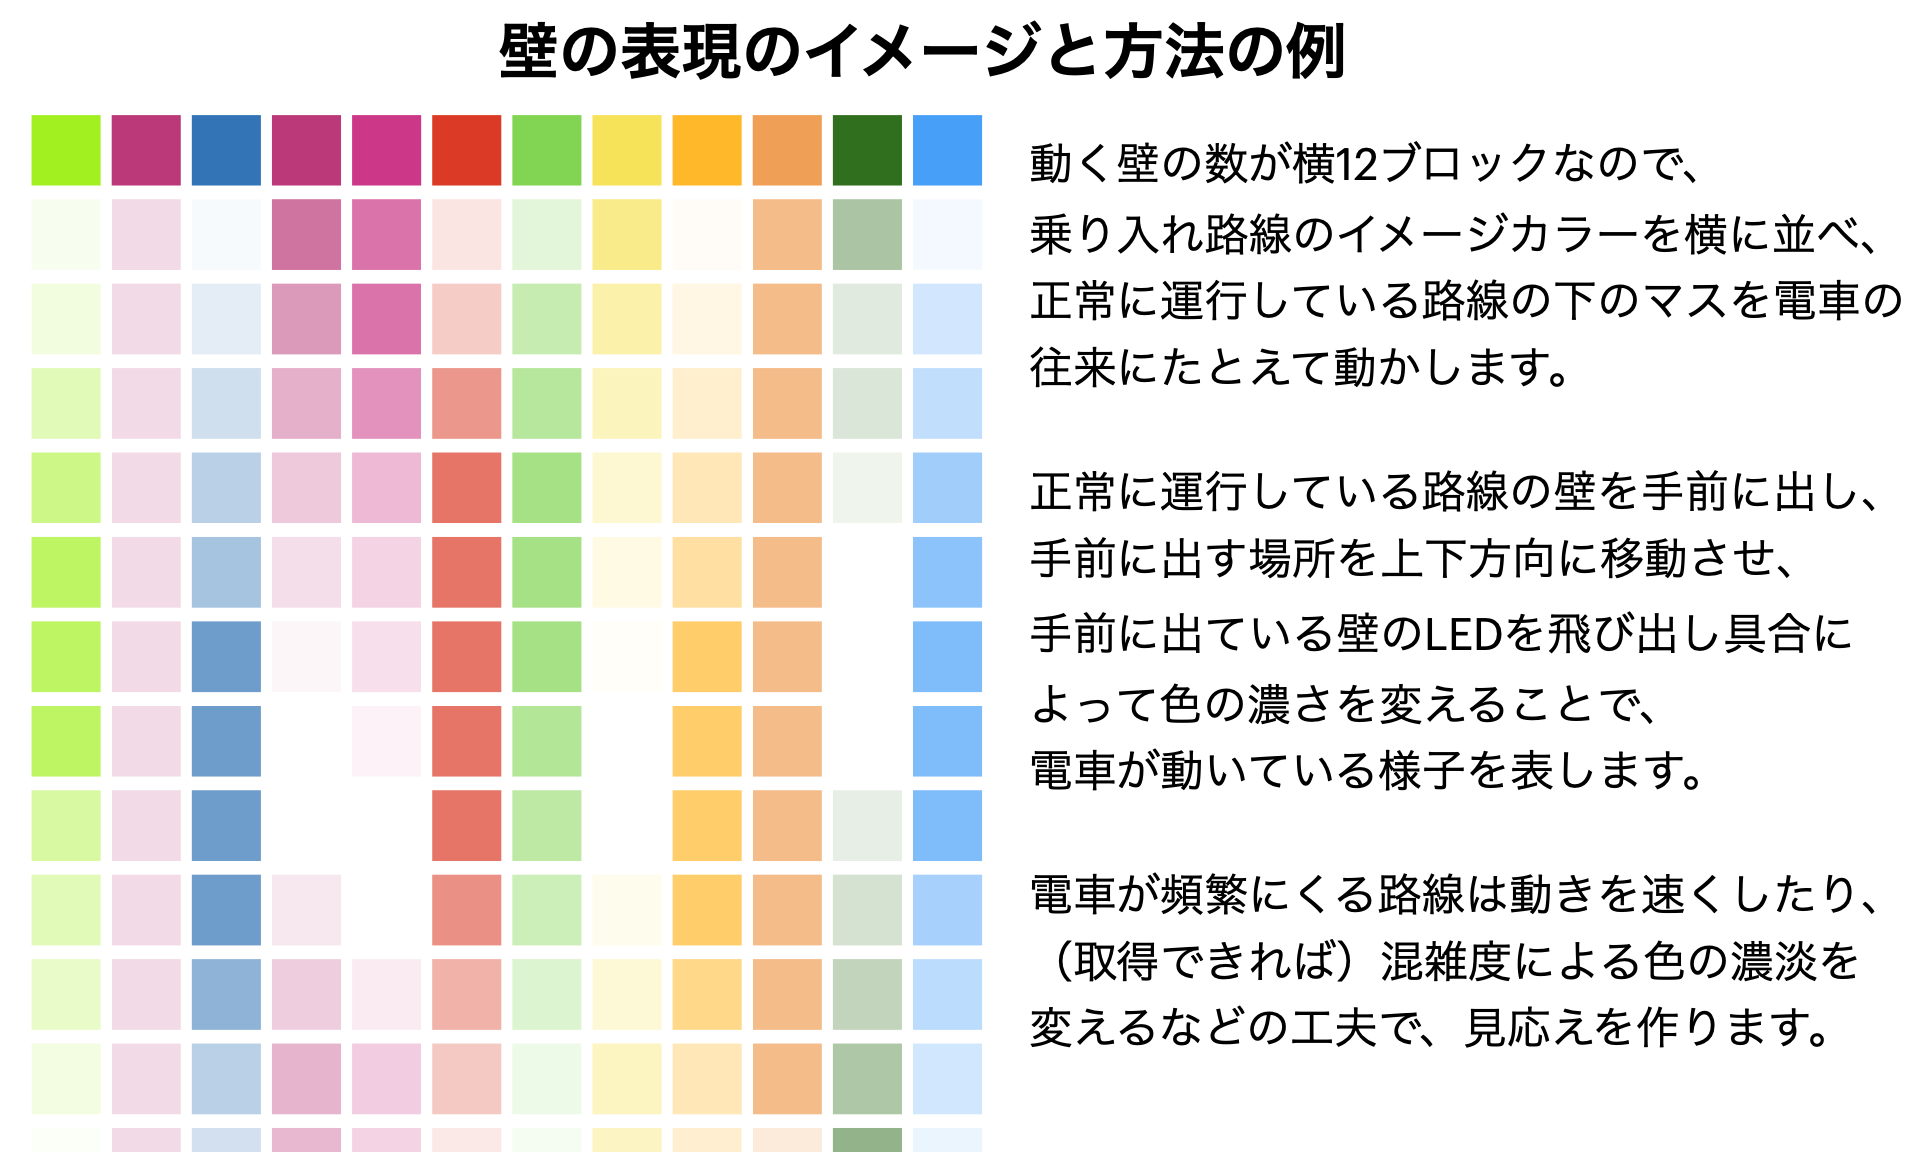 壁の表現のイメージと方法の例
動く壁の数が横12ブロックなので、
乗り入れ路線のイメージカラーを横に並べ、
正常に運行している路線の下のマスを電車の
往来にたとえて動かします。
正常に運行している路線の壁を手前に出し、
手前に出す場所を上下方向に移動させ、
手前に出ている壁のLEDを飛び出し具合に
よって色の濃さを変えることで、
電車が動いている様子を表します。
電車が頻繁にくる路線は動きを速くしたり、
（取得できれば）混雑度による色の濃淡を
変えるなどの工夫で、見応えを作ります。